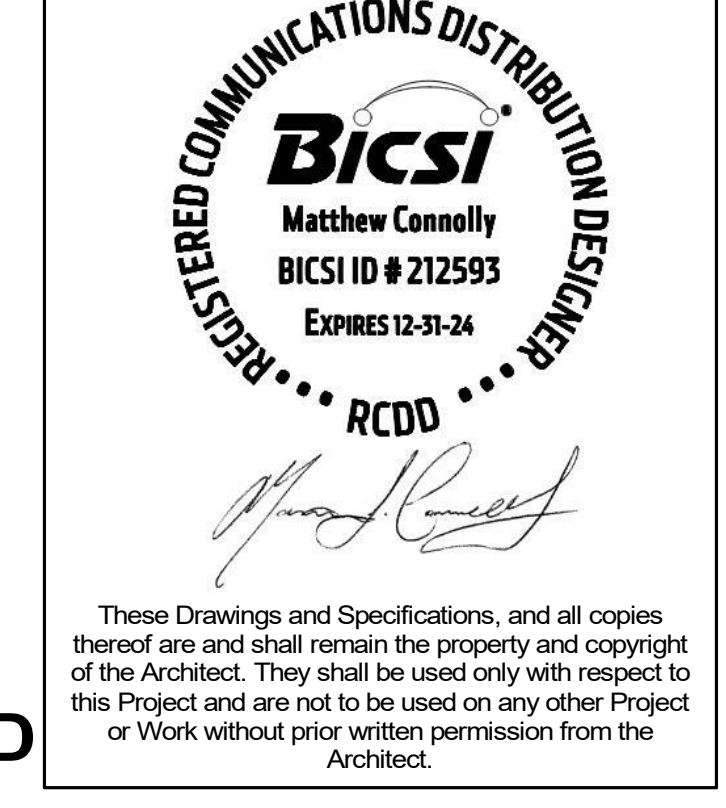 REGISTERED COMMUNICATIONS DISTRIBUTION DESIGNER
BiCSi
Matthew Connolly
BICSI ID # 212593
EXPIRES 12-31-24
RCDD
These Drawings and Specifications, and all copies
thereof are and shall remain the property and copyright
of the Architect. They shall be used only with respect to
this Project and are not to be used on any other Project
or Work without prior written permission from the
Architect.
D